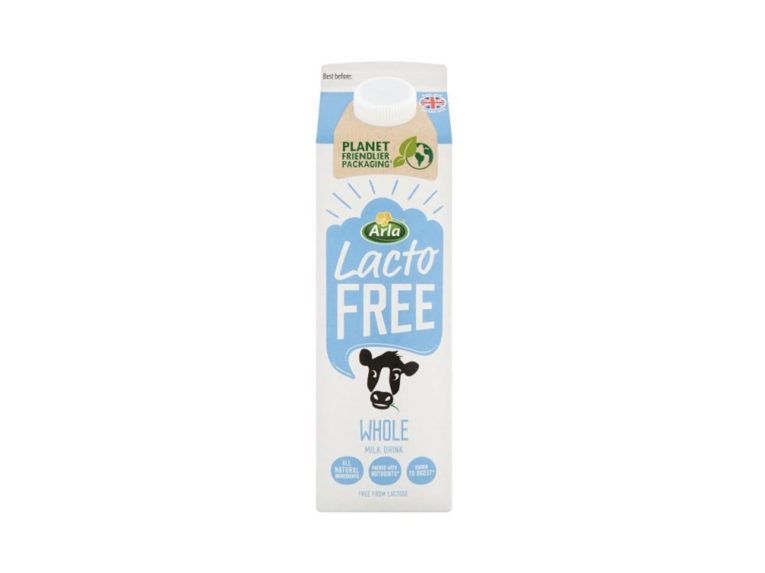 Best before:
PLANET
FRIENDLIER
PACKAGING*
Arla
Lacto
FREE
WHOLE
MILK DRINK
ALL
NATURAL
INGREDIENTS
PACKED WITH
NUTRIENTS*
EASIER
TO DIGEST†
FREE FROM LACTOSE